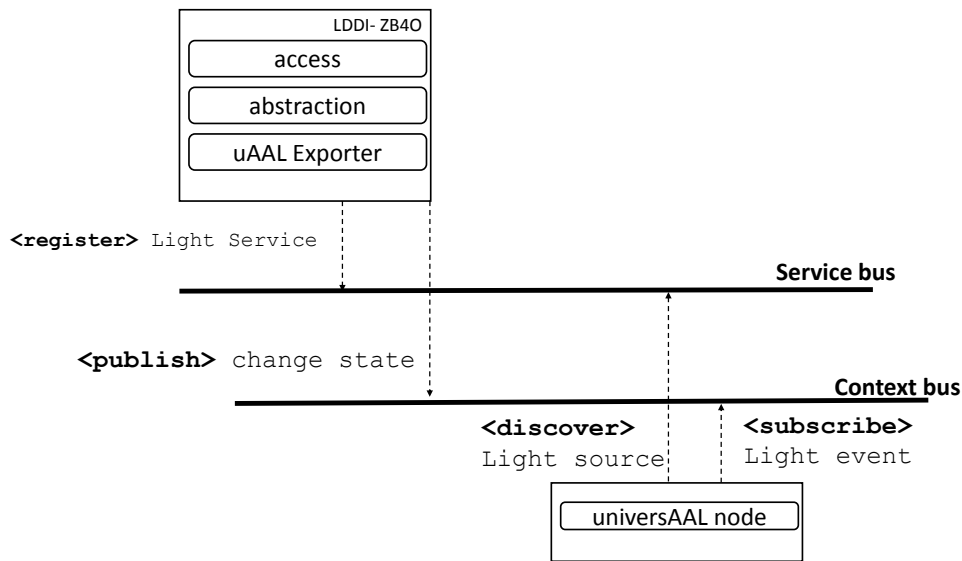 LDDI- ZB4O
access
abstraction
uAAL Exporter
<register> Light Service
Service bus
<publish> change state
Context bus
<discover>
Light source
<subscribe>
Light event
universAAL node